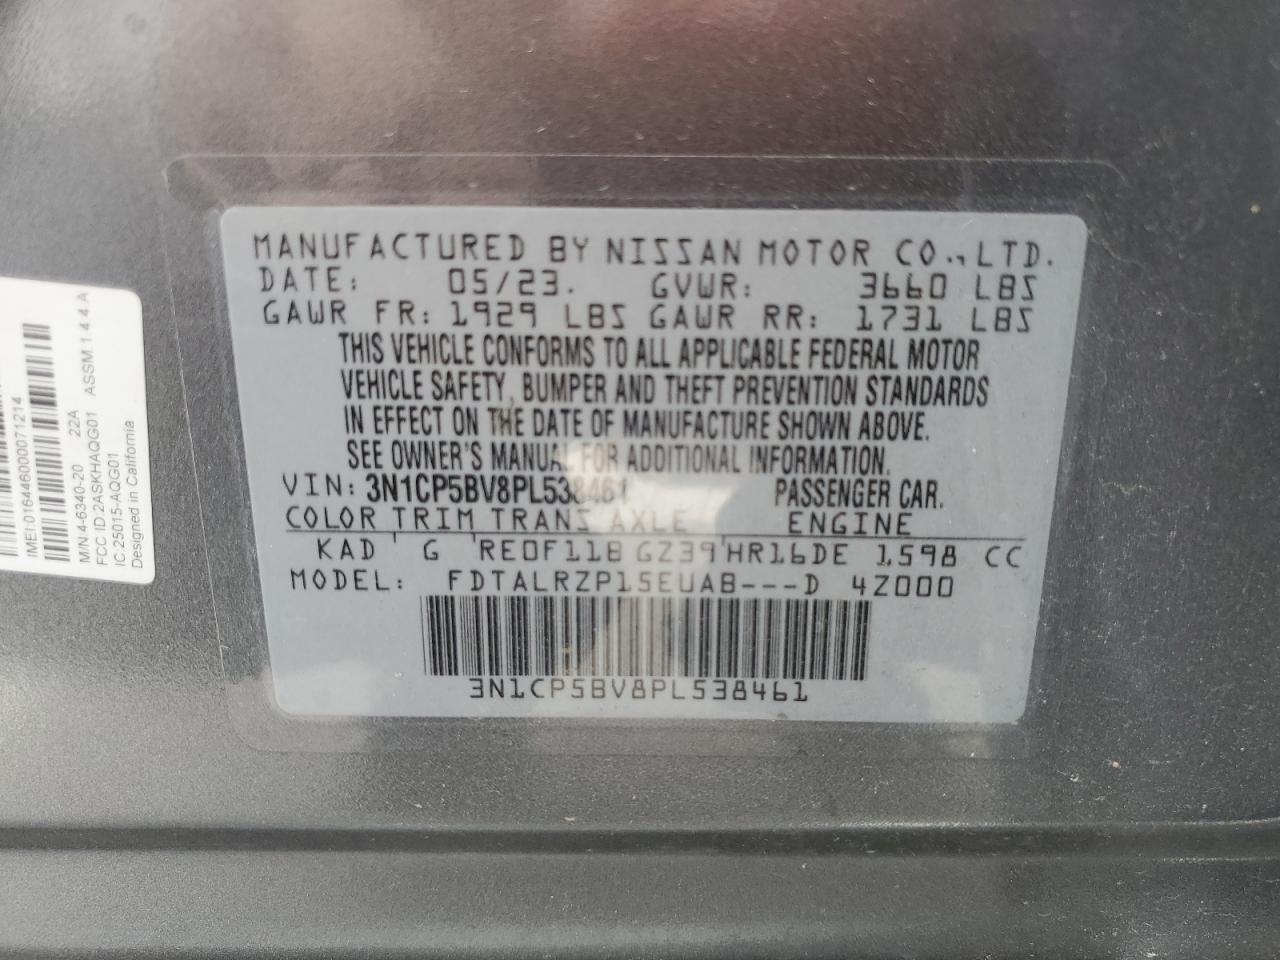 MANUFACTURED BY NISSAN MOTOR CO., LTD.
DATE: 05/23. GVWR: 3660 LBS
GAWR FR: 1929 LBS GAWR RR: 1731 LBS
THIS VEHICLE CONFORMS TO ALL APPLICABLE FEDERAL MOTOR
VEHICLE SAFETY, BUMPER AND THEFT PREVENTION STANDARDS
IN EFFECT ON THE DATE OF MANUFACTURE SHOWN ABOVE.
SEE OWNER'S MANUAL FOR ADDITIONAL INFORMATION.
VIN: 3N1CP5BV8PL538461 PASSENGER CAR.
COLOR TRIM TRANS AXLE ENGINE
KAD G RE0F11B GZ39 HR16DE 1,598 CC
MODEL: FDTALRZP15EUAB---D 4Z000
3N1CP5BV8PL538461
IMEI:016446000071214
M/N 4-6340-20 22A
FCC ID:2ASKHAQG01 ASSM 1.4.4.A
IC:25015-AQG01
Designed in California